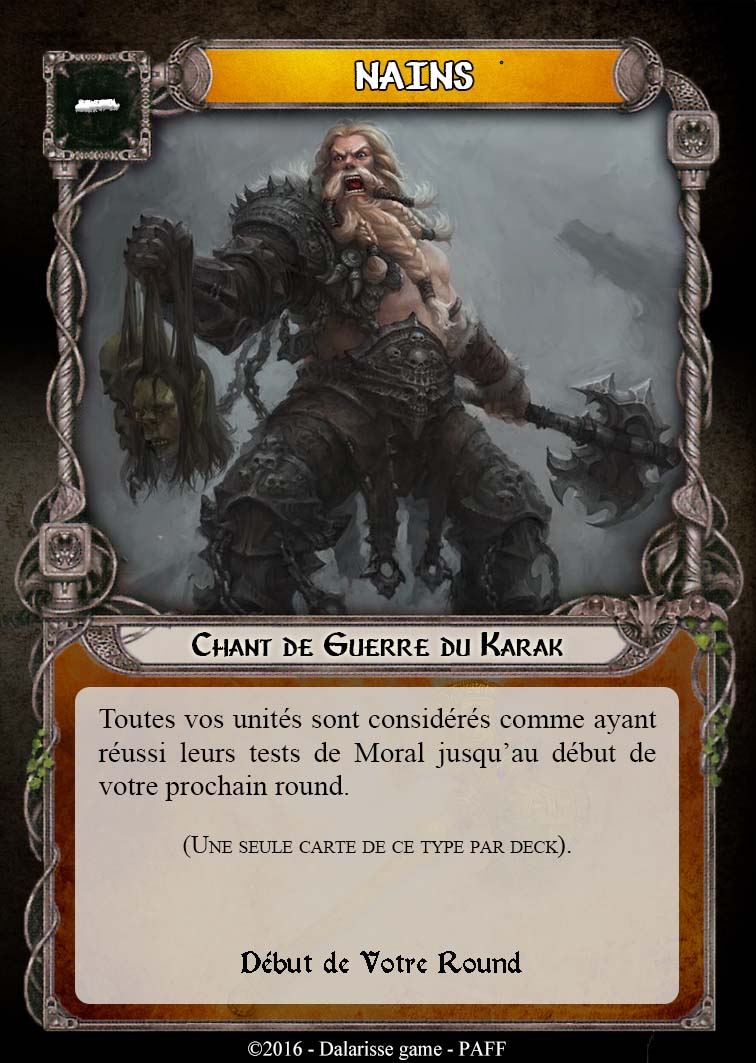 NAINS
Chant de Guerre du Karak
Toutes vos unités sont considérés comme ayant
réussi leurs tests de Moral jusqu'au début de
votre prochain round.
(Une seule carte de ce type par deck).
Début de Votre Round
©2016 - Dalarisse game - PAFF